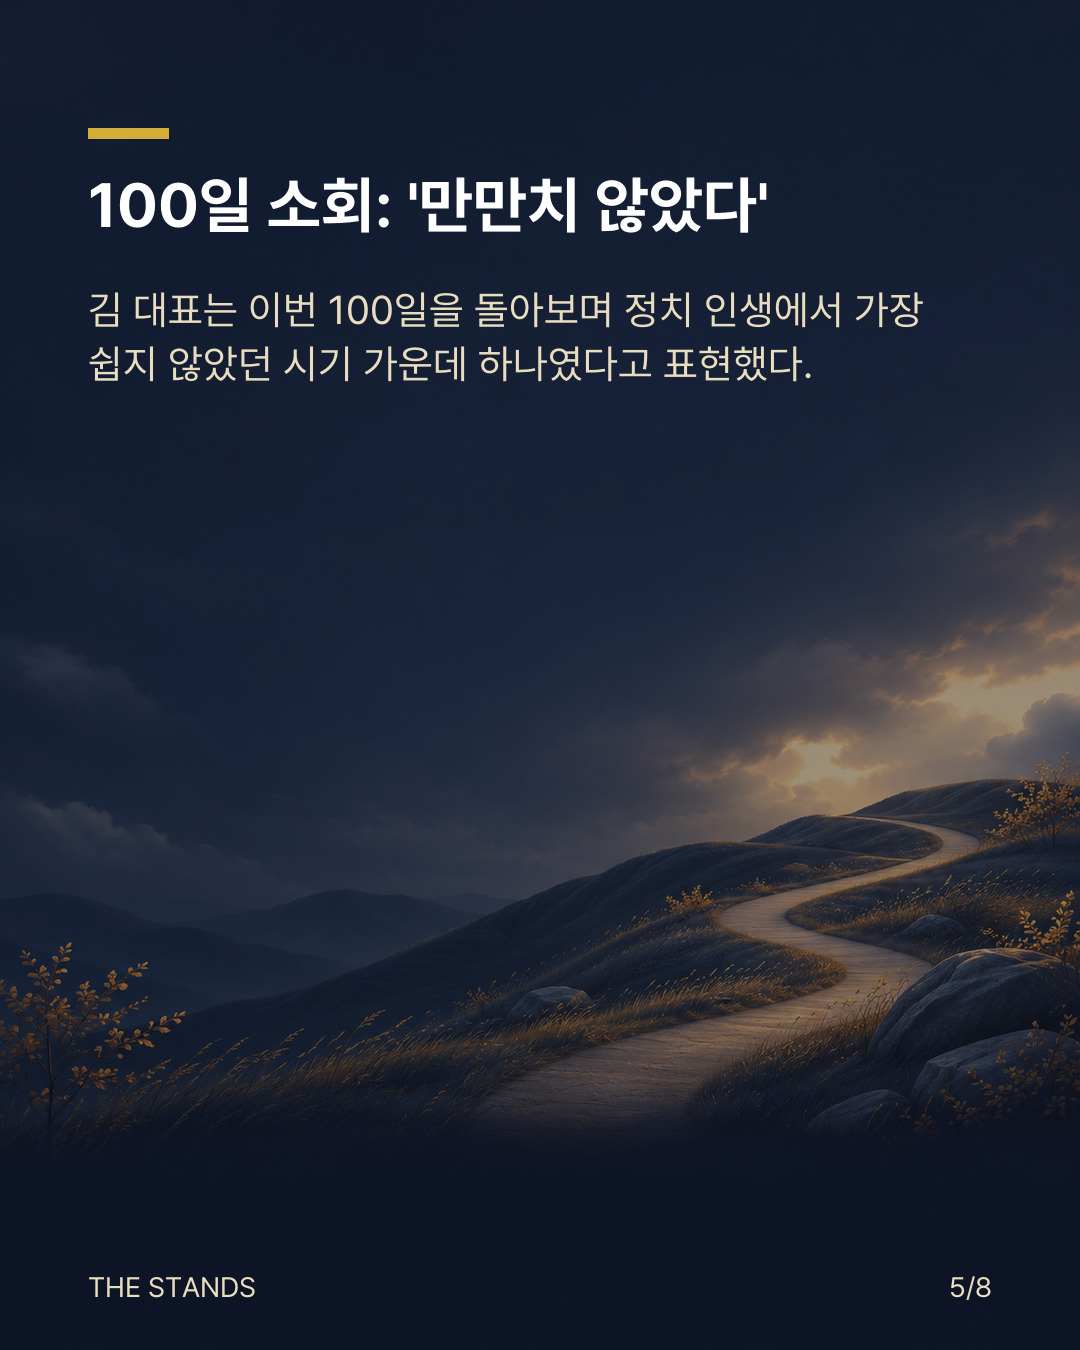 100일 소회: '만만치 않았다'
김 대표는 이번 100일을 돌아보며 정치 인생에서 가장
쉽지 않았던 시기 가운데 하나였다고 표현했다.
THE STANDS
5/8